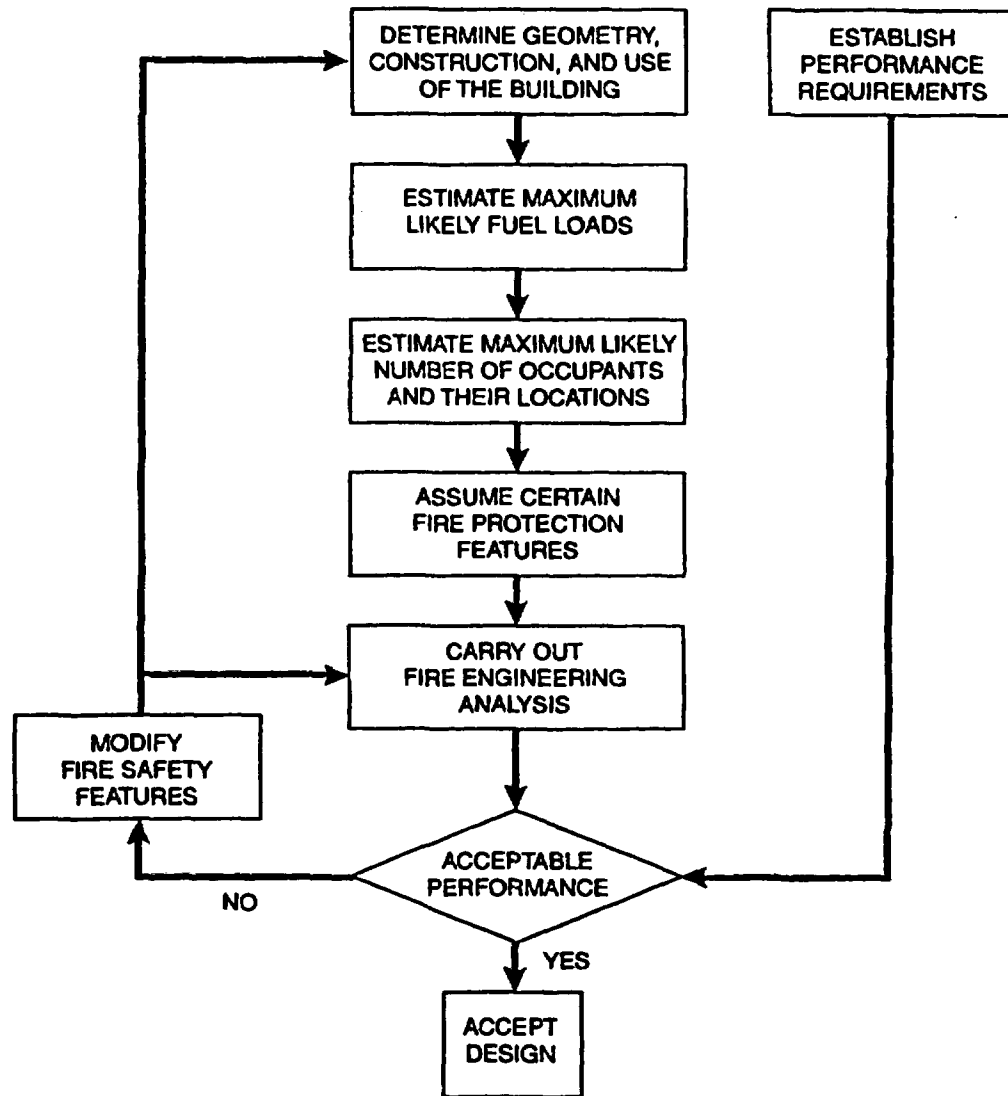 DETERMINE GEOMETRY,
CONSTRUCTION, AND USE
OF THE BUILDING
ESTABLISH
PERFORMANCE
REQUIREMENTS
ESTIMATE MAXIMUM
LIKELY FUEL LOADS
ESTIMATE MAXIMUM LIKELY
NUMBER OF OCCUPANTS
AND THEIR LOCATIONS
ASSUME CERTAIN
FIRE PROTECTION
FEATURES
CARRY OUT
FIRE ENGINEERING
ANALYSIS
MODIFY
FIRE SAFETY
FEATURES
ACCEPTABLE
PERFORMANCE
NO
YES
ACCEPT
DESIGN